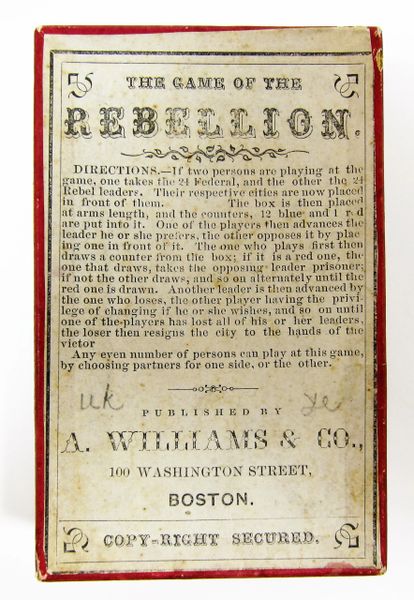 THE GAME OF THE
REBELLION.
DIRECTIONS.—If two persons are playing at the
game, one takes the 24 Federal, and the other the 24
Rebel leaders. Their respective cities are now placed
in front of them. The box is then placed
at arms length, and the counters, 12 blue and 1 r d
are put into it. One of the players then advances the
leader he or she prefers, the other opposes it by plac
ing one in front of it. The one who plays first then
draws a counter from the box; if it is a red one, the
one that draws, takes the opposing leader prisoner;
if not the other draws, and so on alternately until the
red one is drawn. Another leader is then advanced by
the one who loses, the other player having the privi-
lege of changing if he or she wishes, and so on until
one of the players has lost all of his or her leaders,
the loser then resigns the city to the hands of the
victor
Any even number of persons can play at this game,
by choosing partners for one side, or the other.
uk
PUBLISHED BY
A. WILLIAMS & CO.,
100 WASHINGTON STREET,
BOSTON.
COPY-RIGHT SECURED.